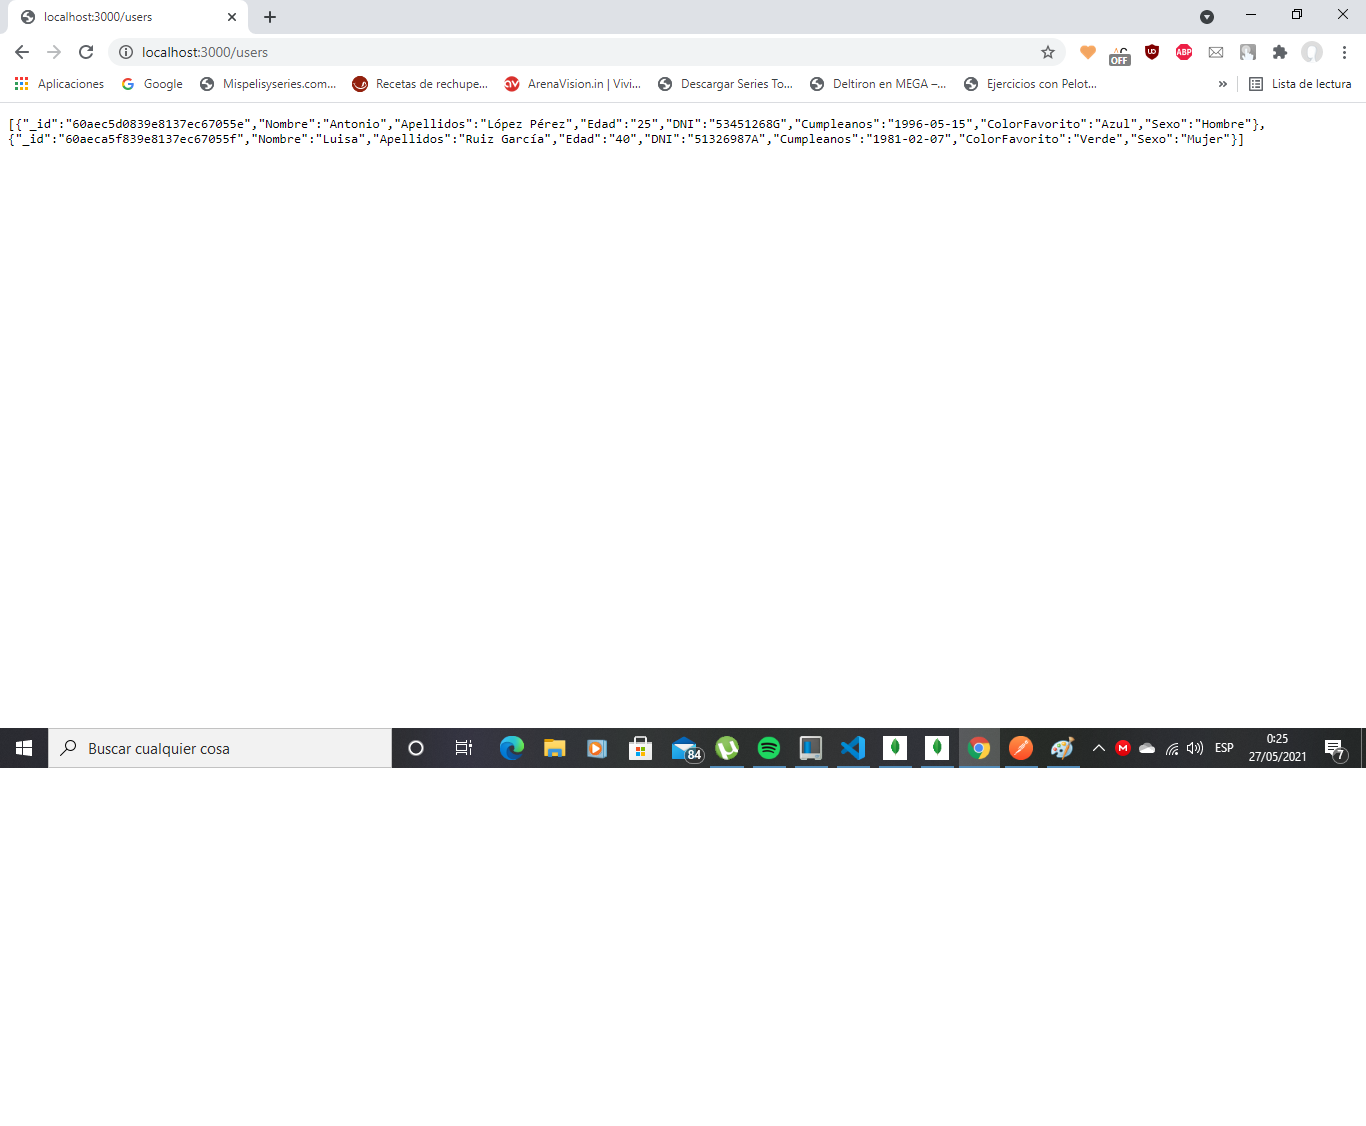 localhost:3000/users
localhost:3000/users
OFF
UD
ABP
Aplicaciones
Google
Mispelisyseries.com...
Recetas de rechupe...
av
ArenaVision.in | Vivi...
Descargar Series To...
Deltiron en MEGA –...
Ejercicios con Pelot...
»
Lista de lectura
[{"_id":"60aec5d0839e8137ec67055e","Nombre":"Antonio","Apellidos":"López Pérez","Edad":"25","DNI":"53451268G","Cumpleanos":"1996-05-15","ColorFavorito":"Azul","Sexo":"Hombre"},
{"_id":"60aeca5f839e8137ec67055f","Nombre":"Luisa","Apellidos":"Ruiz García","Edad":"40","DNI":"51326987A","Cumpleanos":"1981-02-07","ColorFavorito":"Verde","Sexo":"Mujer"}]
Buscar cualquier cosa
84
M
ESP
0:25
27/05/2021
7